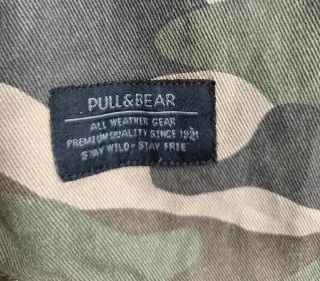 PULL&BEAR
ALL WEATHER GEAR
PREMIUM QUALITY SINCE 1991
STAY WILD - STAY FREE